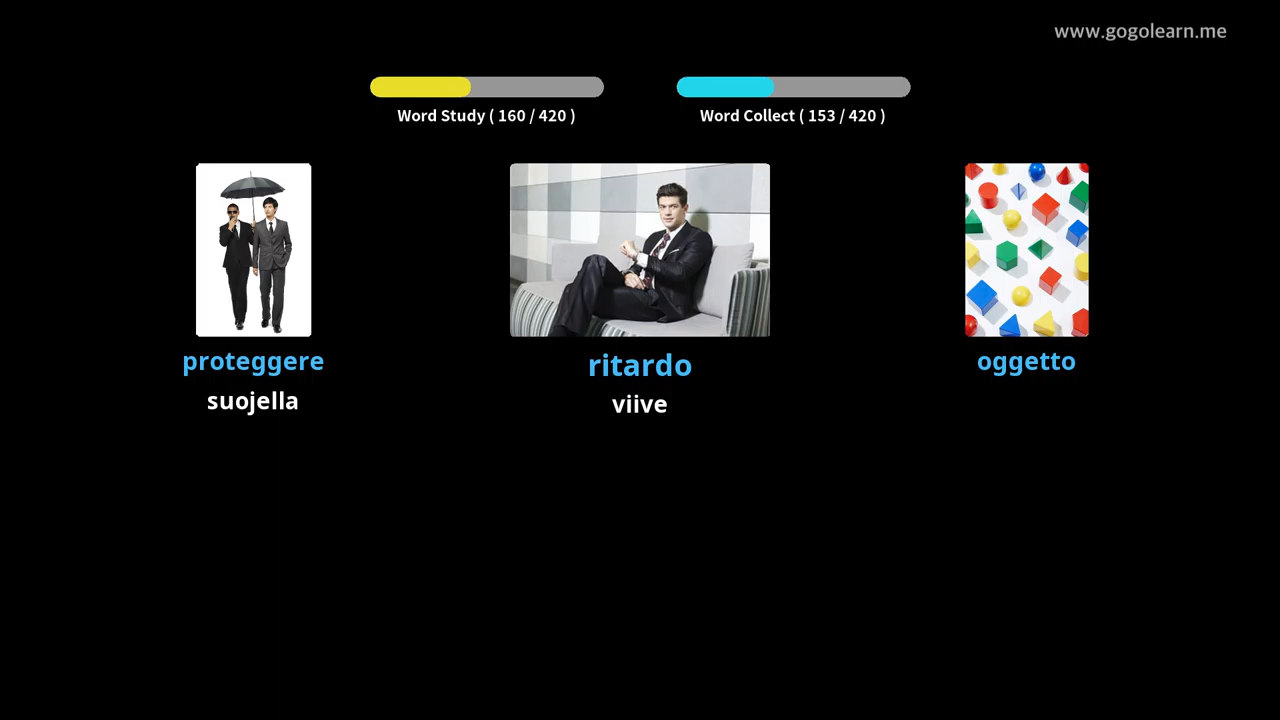 www.gogolearn.me
Word Study ( 160 / 420 )
Word Collect ( 153 / 420 )
proteggere
suojella
ritardo
viive
oggetto